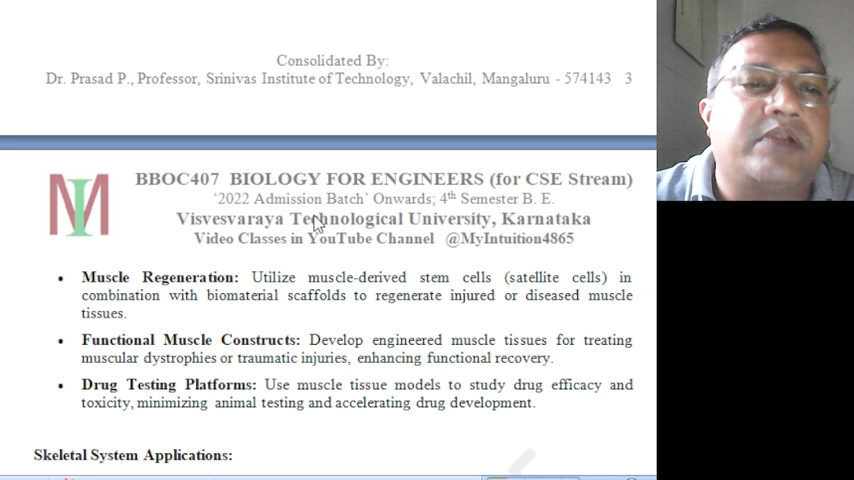 Consolidated By:
Dr. Prasad P., Professor, Srinivas Institute of Technology, Valachil, Mangaluru - 574143 3
BBOC407 BIOLOGY FOR ENGINEERS (for CSE Stream)
‘2022 Admission Batch’ Onwards; 4th Semester B. E.
Visvesvaraya Technological University, Karnataka
Video Classes in YouTube Channel @MyIntuition4865
MI
• Muscle Regeneration: Utilize muscle-derived stem cells (satellite cells) in
combination with biomaterial scaffolds to regenerate injured or diseased muscle
tissues.
• Functional Muscle Constructs: Develop engineered muscle tissues for treating
muscular dystrophies or traumatic injuries, enhancing functional recovery.
• Drug Testing Platforms: Use muscle tissue models to study drug efficacy and
toxicity, minimizing animal testing and accelerating drug development.
Skeletal System Applications: